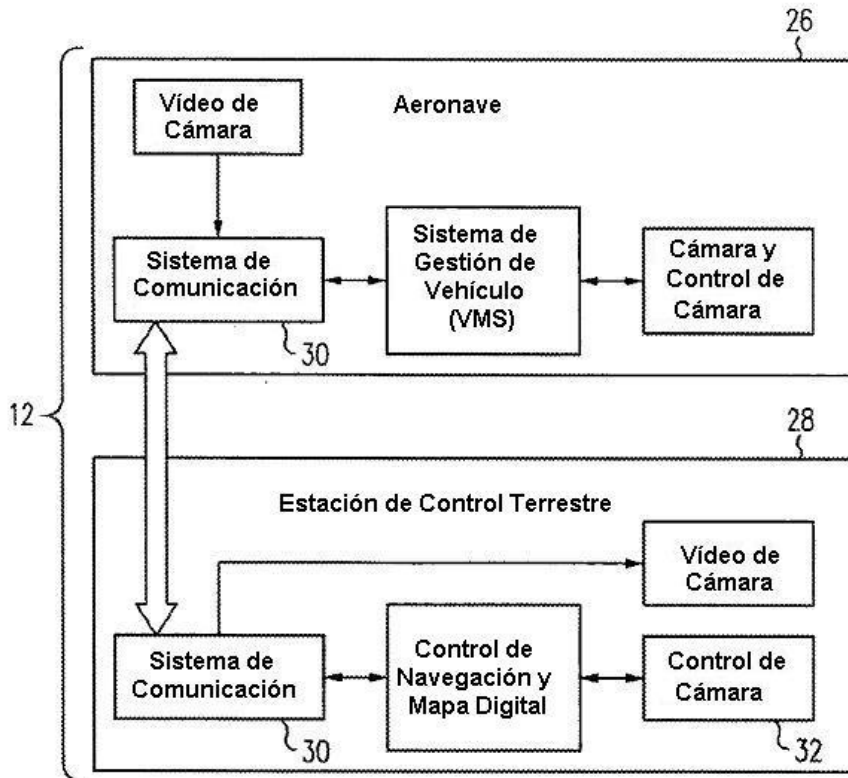 26
Vídeo de
Cámara
Aeronave
Sistema de
Comunicación
30
Sistema de
Gestión de
Vehículo
(VMS)
Cámara y
Control de
Cámara
12
28
Estación de Control Terrestre
Vídeo de
Cámara
Sistema de
Comunicación
30
Control de
Navegación y
Mapa Digital
Control de
Cámara
32